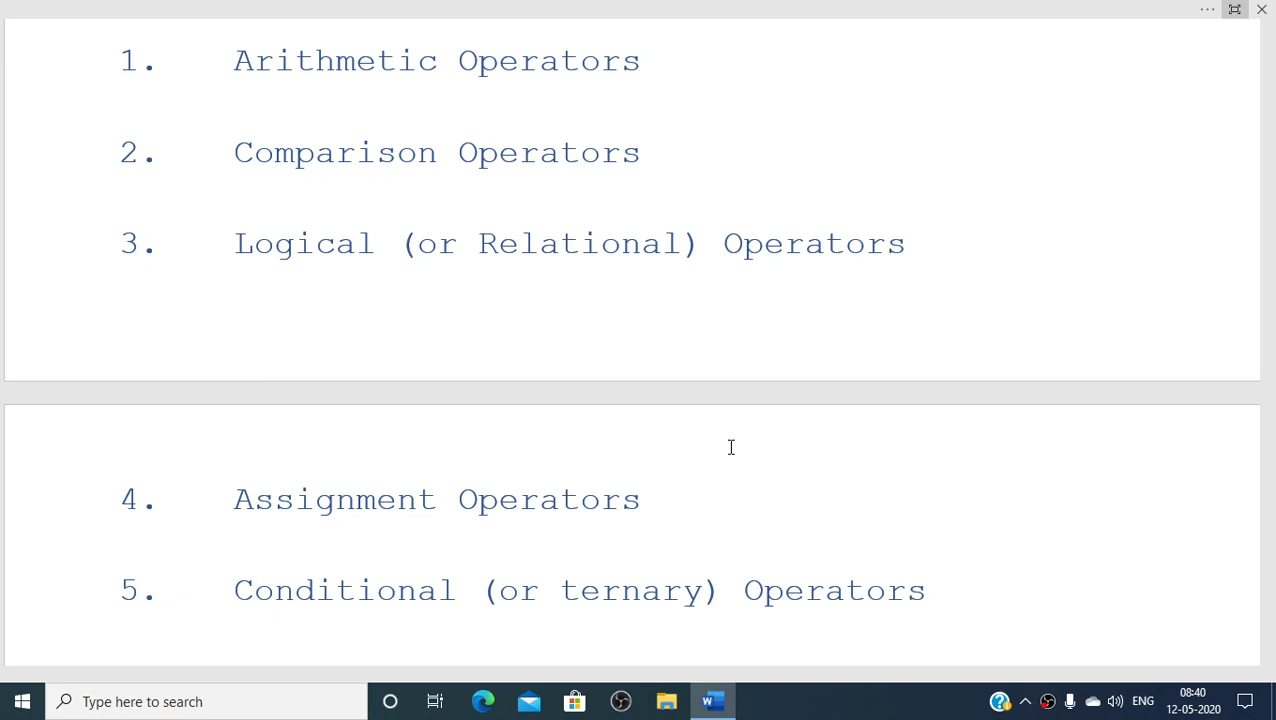 1. Arithmetic Operators
2. Comparison Operators
3. Logical (or Relational) Operators
4. Assignment Operators
5. Conditional (or ternary) Operators
Type here to search
ENG
08:40
12-05-2020